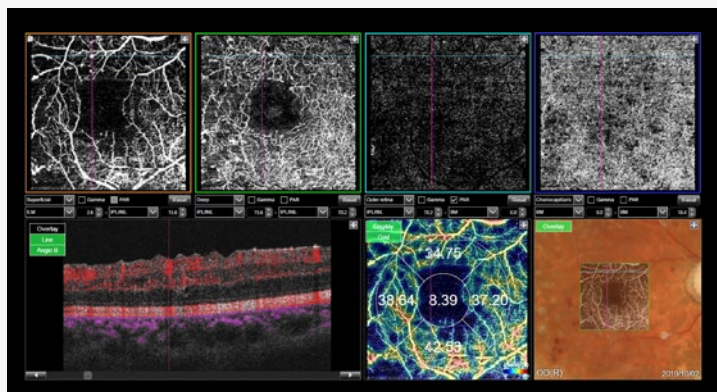 Superficial Gamma PAR Reset
Deep Gamma PAR Reset
Outer retina Gamma PAR Reset
Choriocapillaris Gamma PAR Reset
ILM 2.6 IPL/INL 15.6
IPL/INL 15.6 IPL/INL 70.2
IPL/INL 70.2 BM 0.0
BM 0.0 BM 10.4
Overlay
Line
Angio B
Display
Grid
34.75
38.64 8.39 37.20
42.53
Overlay
OD(R) 2019/10/02